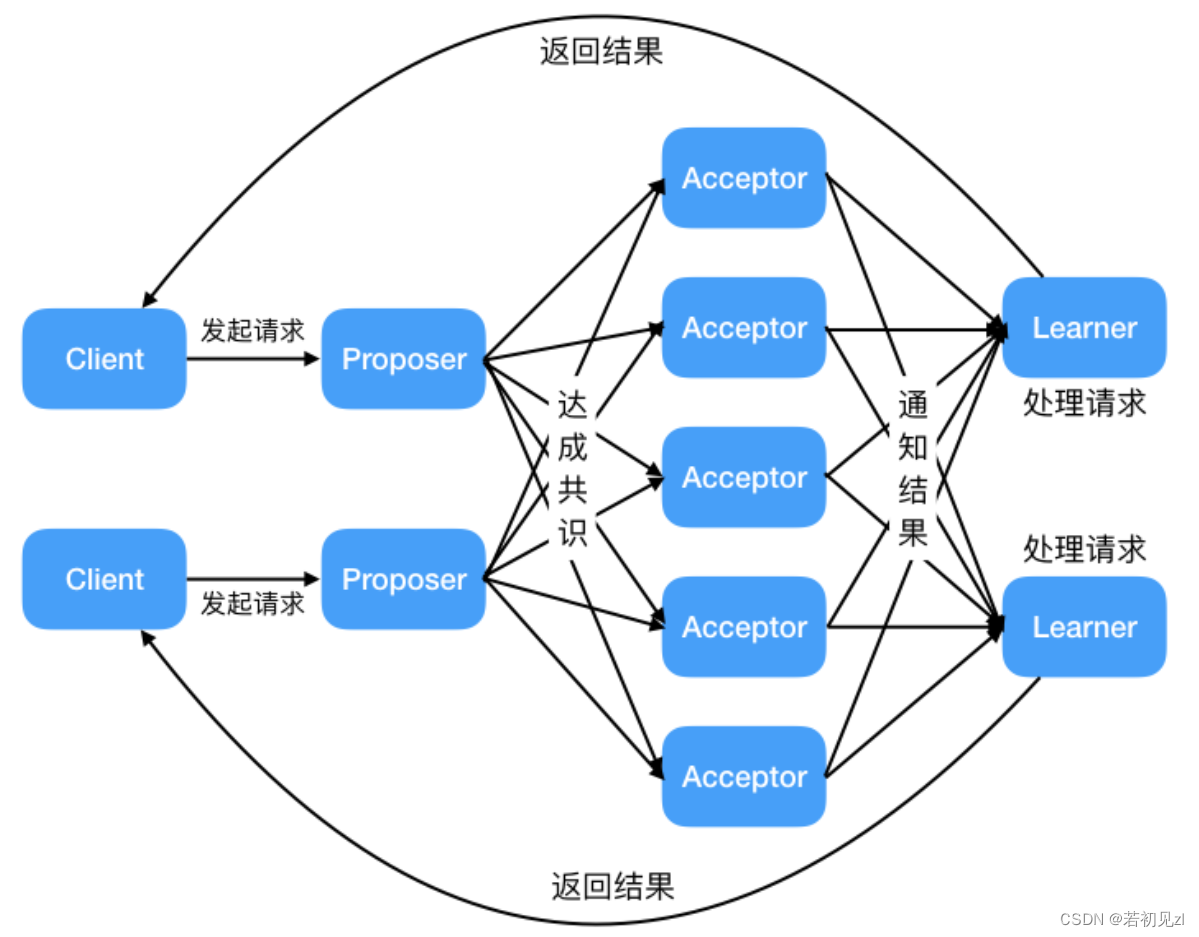 返回结果
Acceptor
Acceptor
Learner
发起请求
Client
Proposer
处理请求
达成共识
通知结果
Acceptor
处理请求
Client
Proposer
发起请求
Acceptor
Learner
Acceptor
返回结果
CSDN @若初见zl